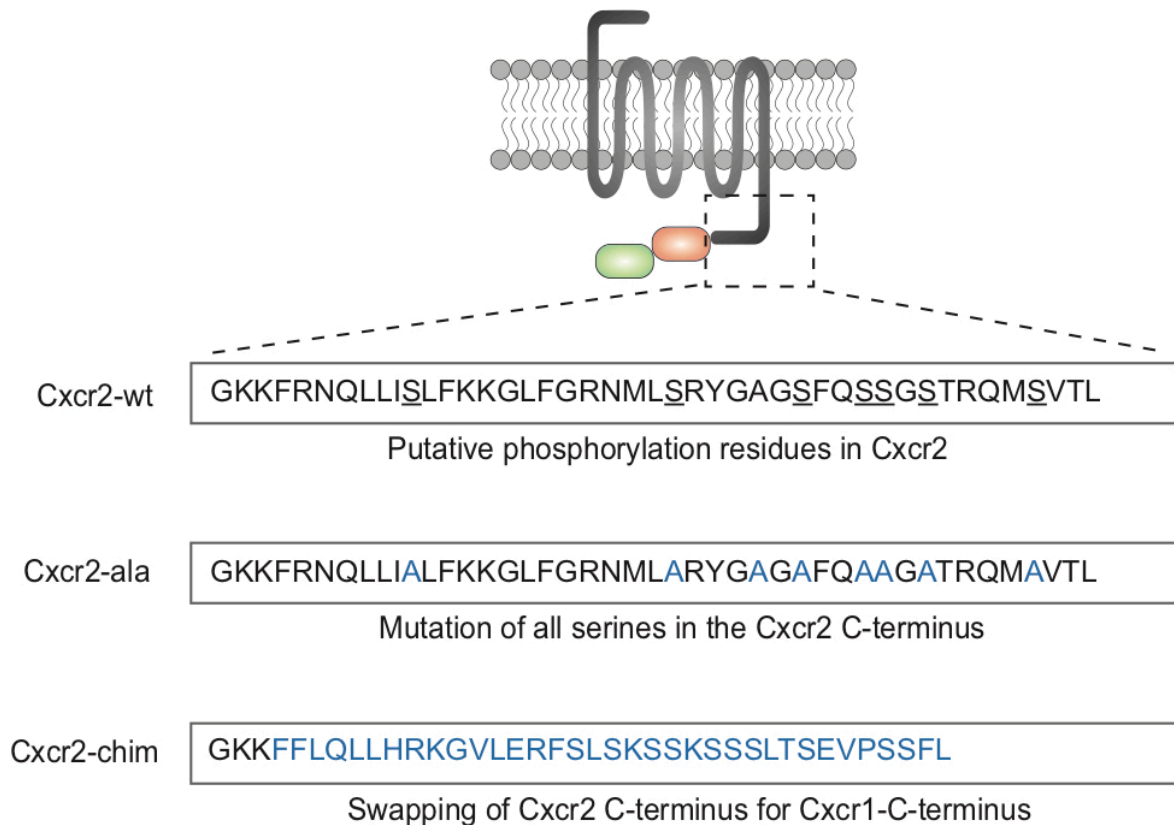 Cxcr2-wt GKKFRNQLLISLFKKGLFGRNMLSRYGAGSFQSSGSTRQMSVTL
Putative phosphorylation residues in Cxcr2
Cxcr2-ala GKKFRNQLLIALFKKGLFGRNMLARYGAGAFQAAGATRQMAVTL
Mutation of all serines in the Cxcr2 C-terminus
Cxcr2-chim GKKFFLQLLHRKGVLERFSLSKSSKSSSLTSEVPSSFL
Swapping of Cxcr2 C-terminus for Cxcr1-C-terminus